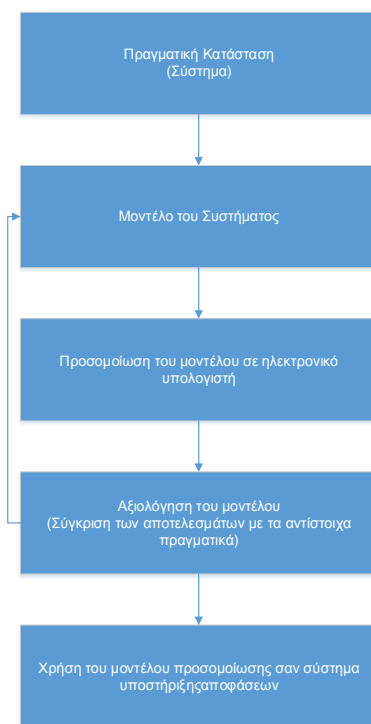 Πραγματική Κατάσταση
(Σύστημα)
Μοντέλο του Συστήματος
Προσομοίωση του μοντέλου σε ηλεκτρονικό
υπολογιστή
Αξιολόγηση του μοντέλου
(Σύγκριση των αποτελεσμάτων με τα αντίστοιχα
πραγματικά)
Χρήση του μοντέλου προσομοίωσης σαν σύστημα
υποστήριξηςαποφάσεων